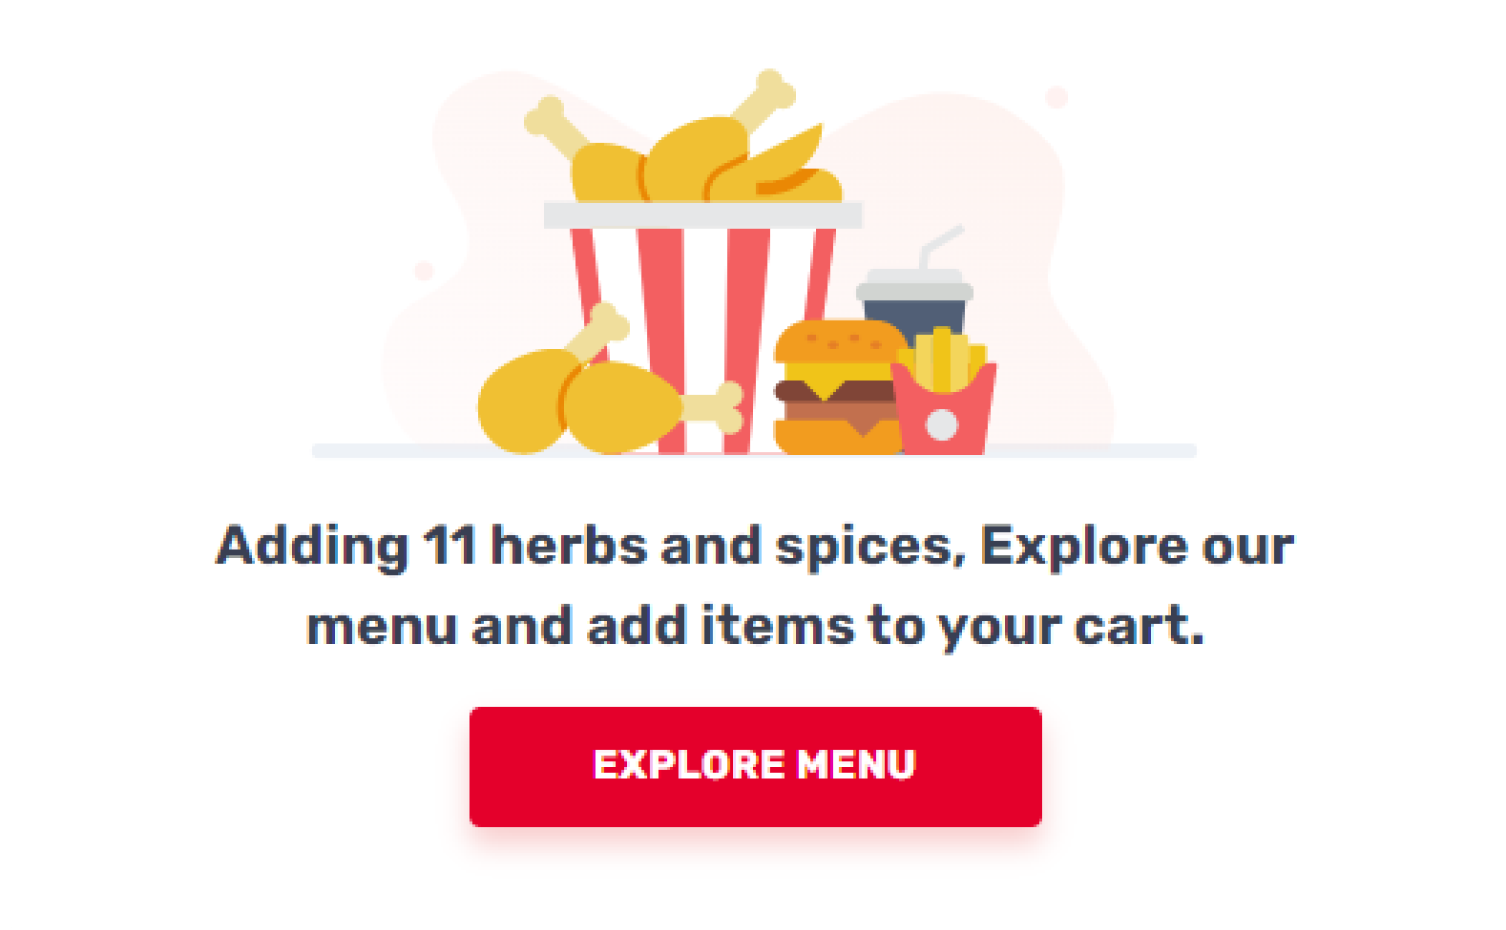 Adding 11 herbs and spices, Explore our
menu and add items to your cart.
EXPLORE MENU